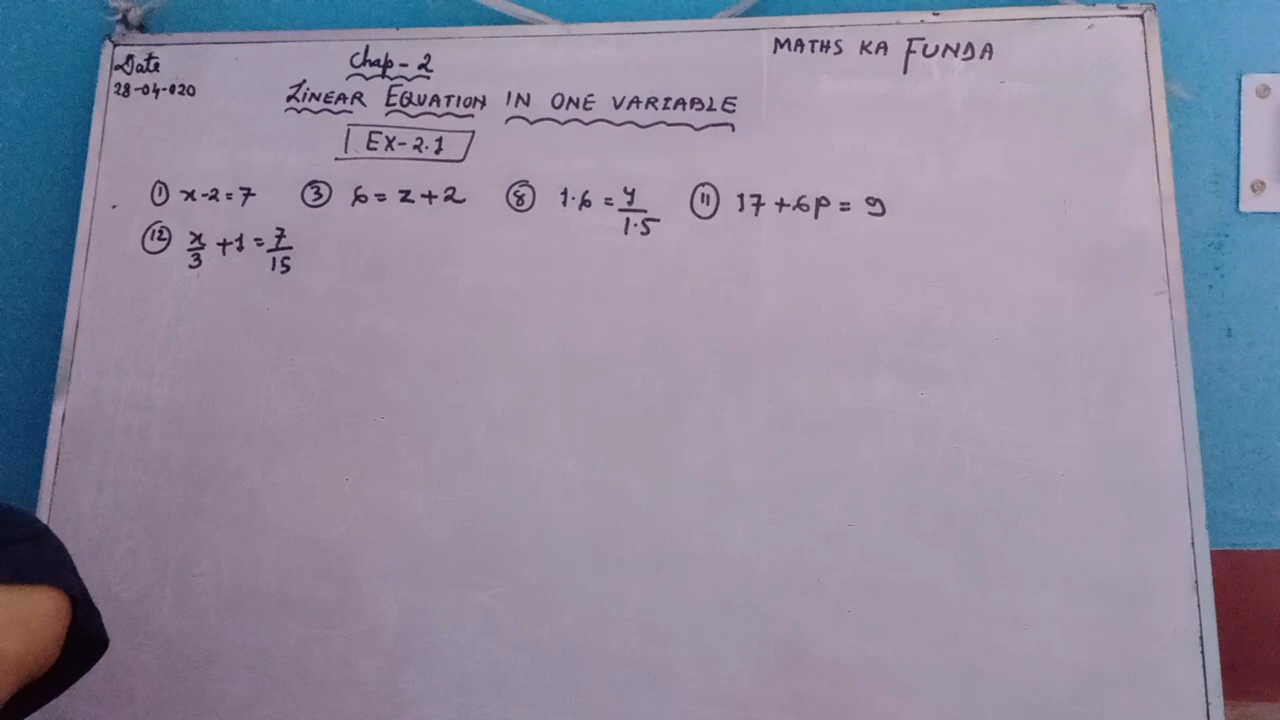 MATHS KA FUNDA
Date
28-04-020
Chap-2
LINEAR EQUATION IN ONE VARIABLE
EX-2.1
① x-2=7 ③ 6=z+2 ⑧ 1.6=y/1.5 ⑪ 17+6p=9
⑫ x/3+1=7/15